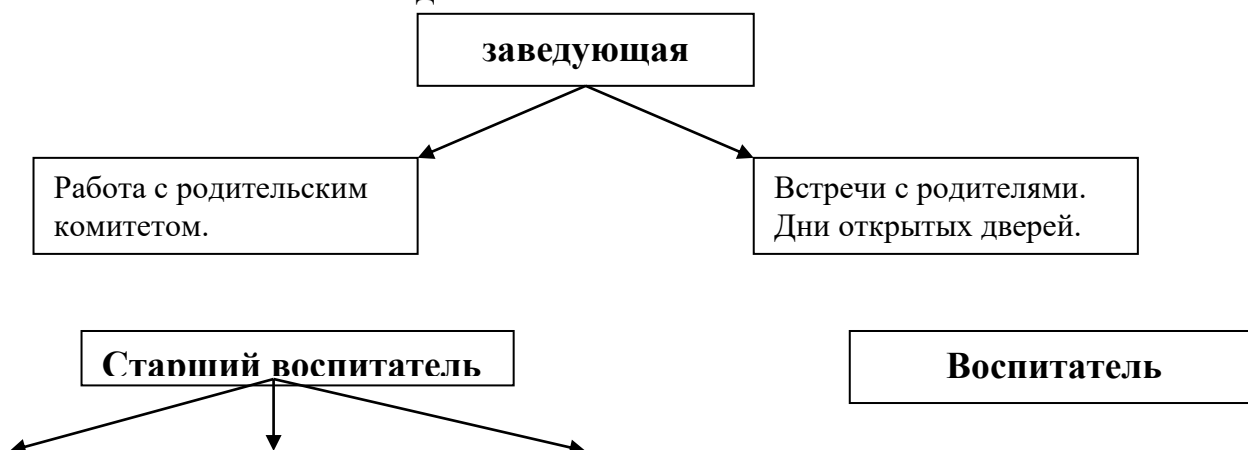 заведующая
Работа с родительским
комитетом.
Встречи с родителями.
Дни открытых дверей.
Старший воспитатель
Воспитатель